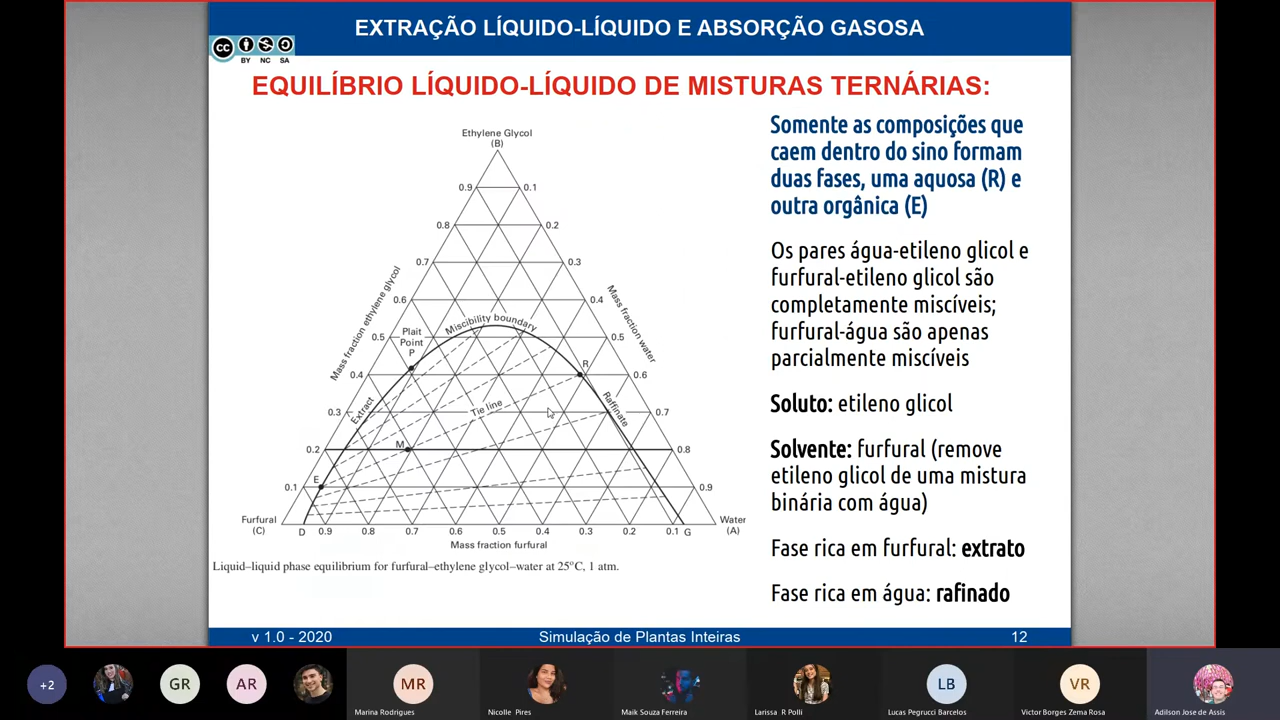 EXTRAÇÃO LÍQUIDO-LÍQUIDO E ABSORÇÃO GASOSA
CC
BY NC SA
EQUILÍBRIO LÍQUIDO-LÍQUIDO DE MISTURAS TERNÁRIAS:
Ethylene Glycol
(B)
0.9 0.1
0.8 0.2
0.7 0.3
0.6 0.4
0.5 0.5
0.4 0.6
0.3 0.7
0.2 0.8
0.1 0.9
Mass fraction ethylene glycol
Mass fraction water
Miscibility boundary
Plait
Point
P
R
Extract
Tie line
Raffinate
M
E
Furfural
(C)
D 0.9 0.8 0.7 0.6 0.5 0.4 0.3 0.2 0.1 G
Water
(A)
Mass fraction furfural
Liquid–liquid phase equilibrium for furfural–ethylene glycol–water at 25°C, 1 atm.
Somente as composições que
caem dentro do sino formam
duas fases, uma aquosa (R) e
outra orgânica (E)
Os pares água-etileno glicol e
furfural-etileno glicol são
completamente miscíveis;
furfural-água são apenas
parcialmente miscíveis
Soluto: etileno glicol
Solvente: furfural (remove
etileno glicol de uma mistura
binária com água)
Fase rica em furfural: extrato
Fase rica em água: rafinado
v 1.0 - 2020 Simulação de Plantas Inteiras 12
+2 GR AR MR LB VR
Marina Rodrigues Nicolle Pires Maik Souza Ferreira Larissa R Polli Lucas Pegrucci Barcelos Victor Borges Zema Rosa Adilson Jose de Assis